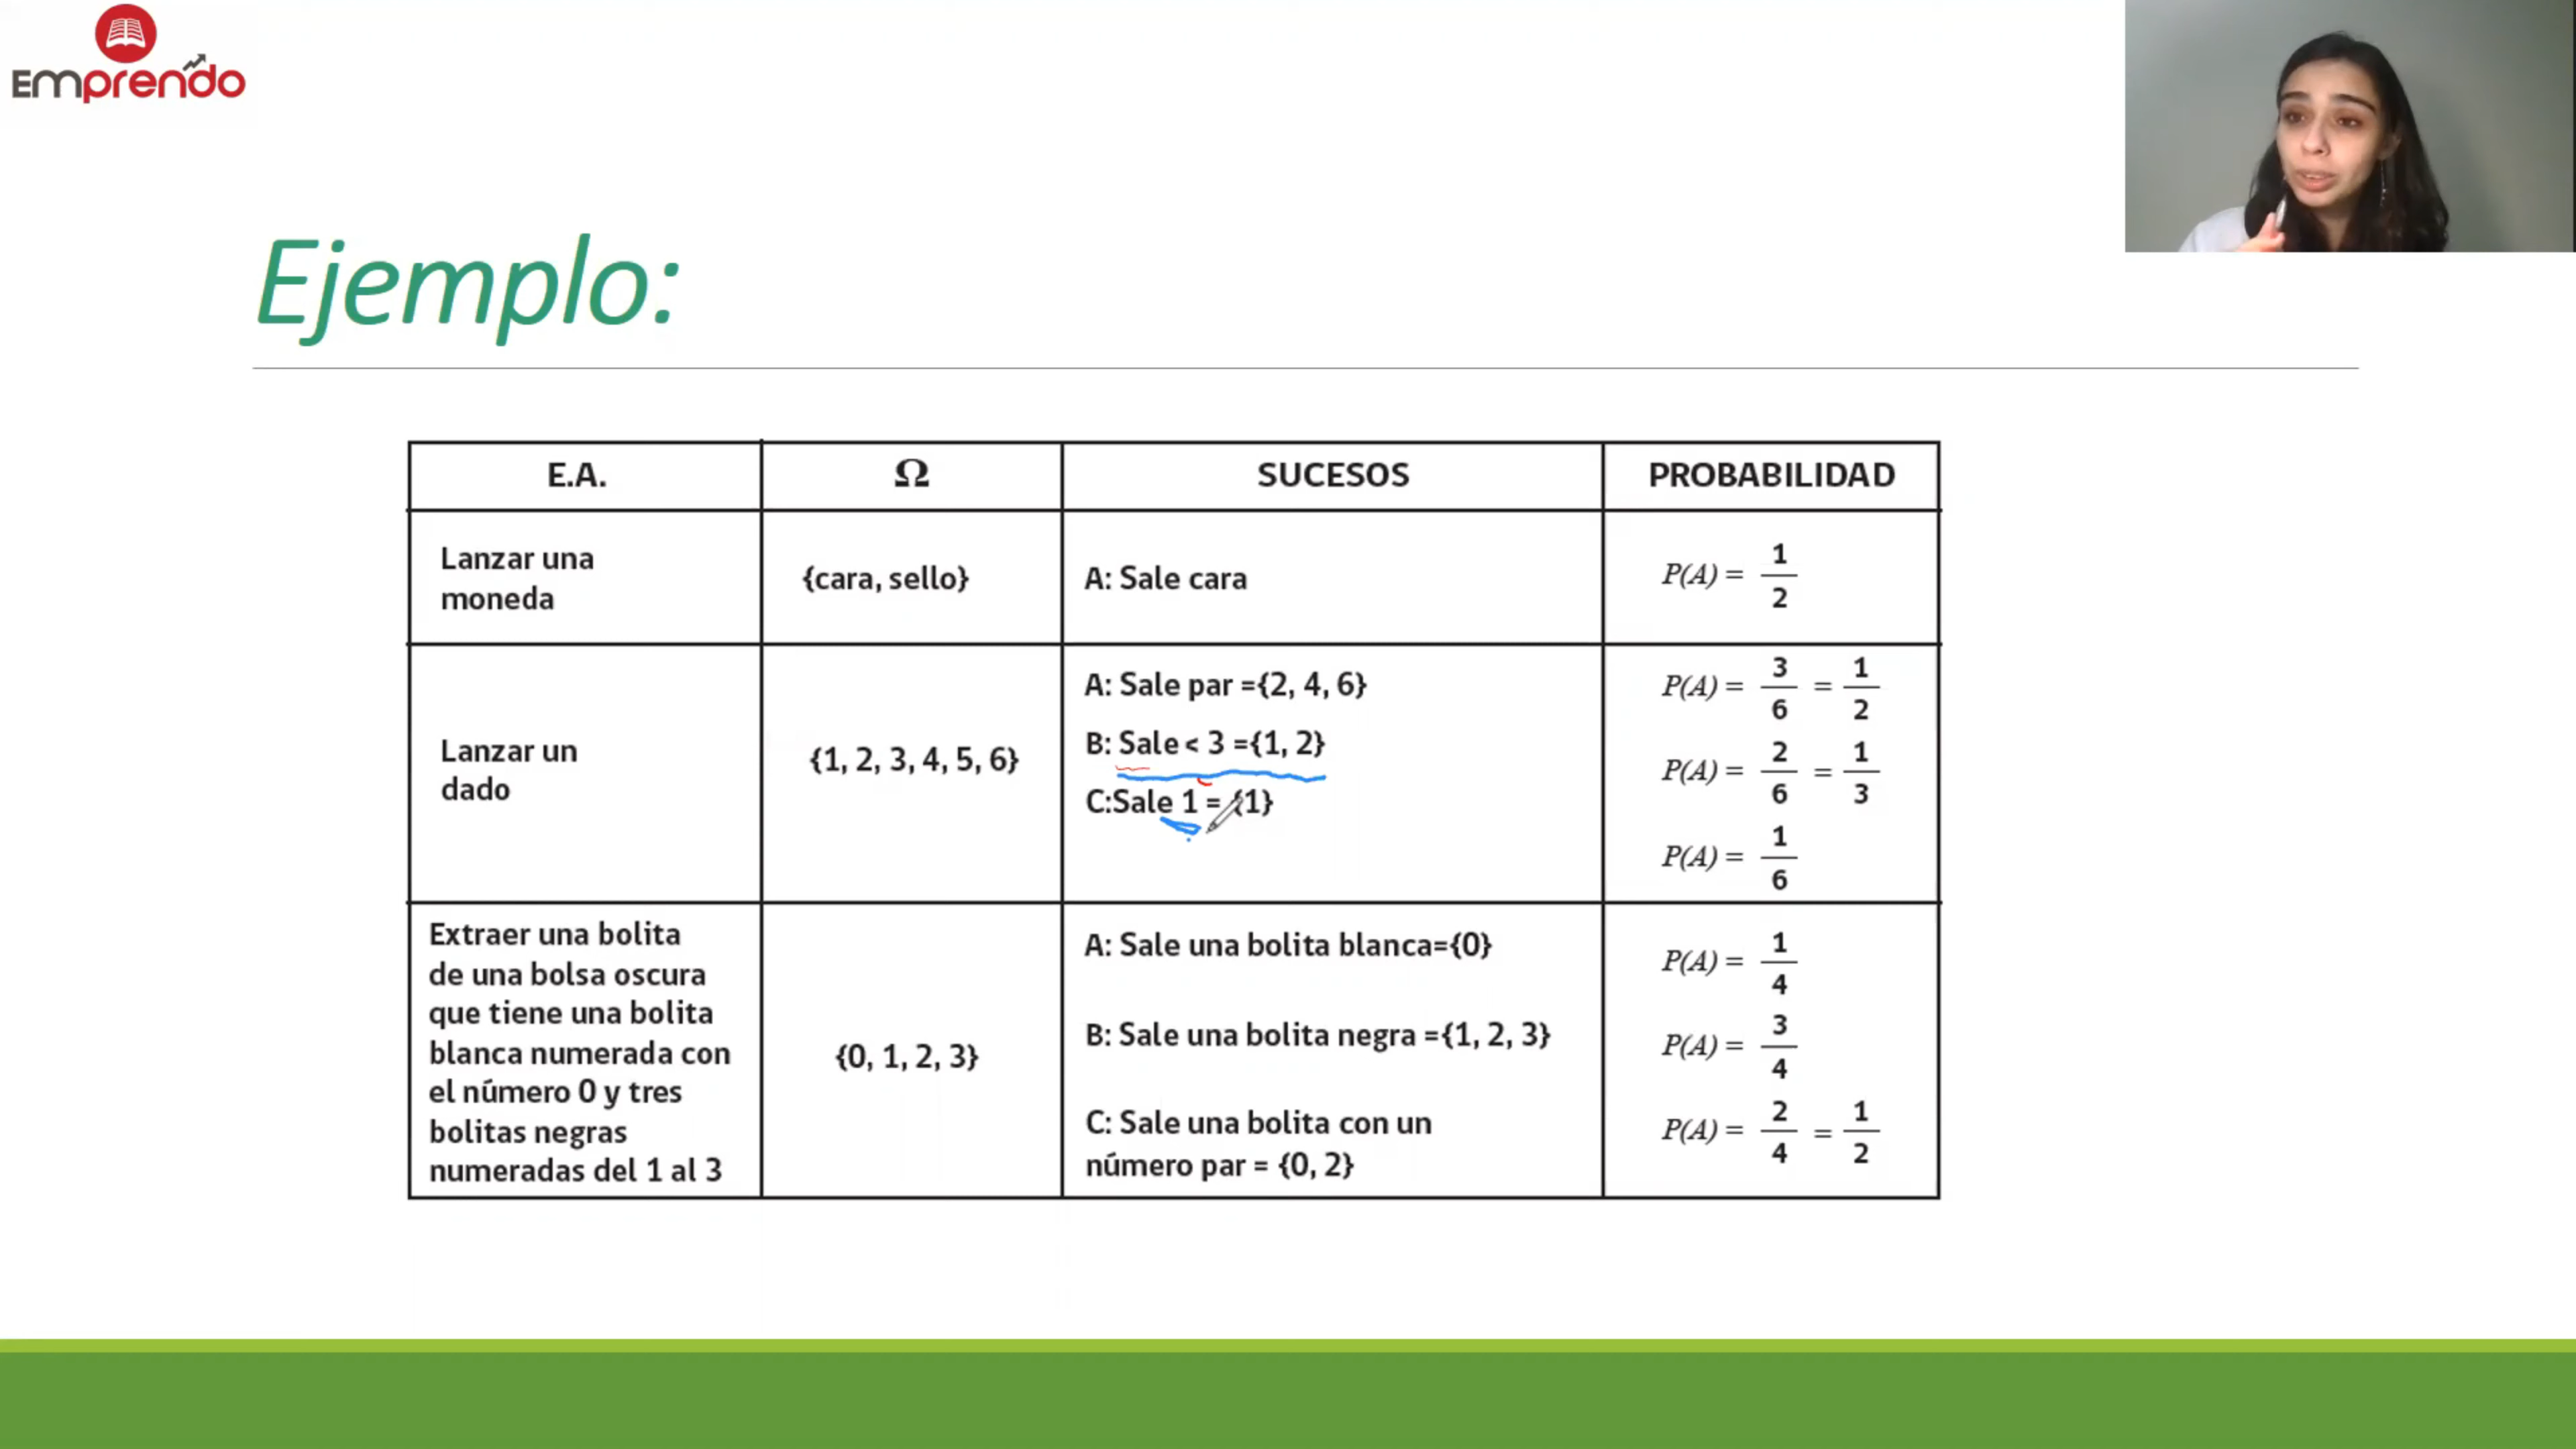 Emprendo
Ejemplo:
E.A.
Ω
SUCESOS
PROBABILIDAD
Lanzar una
moneda
{cara, sello}
A: Sale cara
P(A) = 1/2
Lanzar un
dado
{1, 2, 3, 4, 5, 6}
A: Sale par ={2, 4, 6}
B: Sale < 3 ={1, 2}
C:Sale 1 = {1}
P(A) = 3/6 = 1/2
P(A) = 2/6 = 1/3
P(A) = 1/6
Extraer una bolita
de una bolsa oscura
que tiene una bolita
blanca numerada con
el número 0 y tres
bolitas negras
numeradas del 1 al 3
{0, 1, 2, 3}
A: Sale una bolita blanca={0}
B: Sale una bolita negra ={1, 2, 3}
C: Sale una bolita con un
número par = {0, 2}
P(A) = 1/4
P(A) = 3/4
P(A) = 2/4 = 1/2